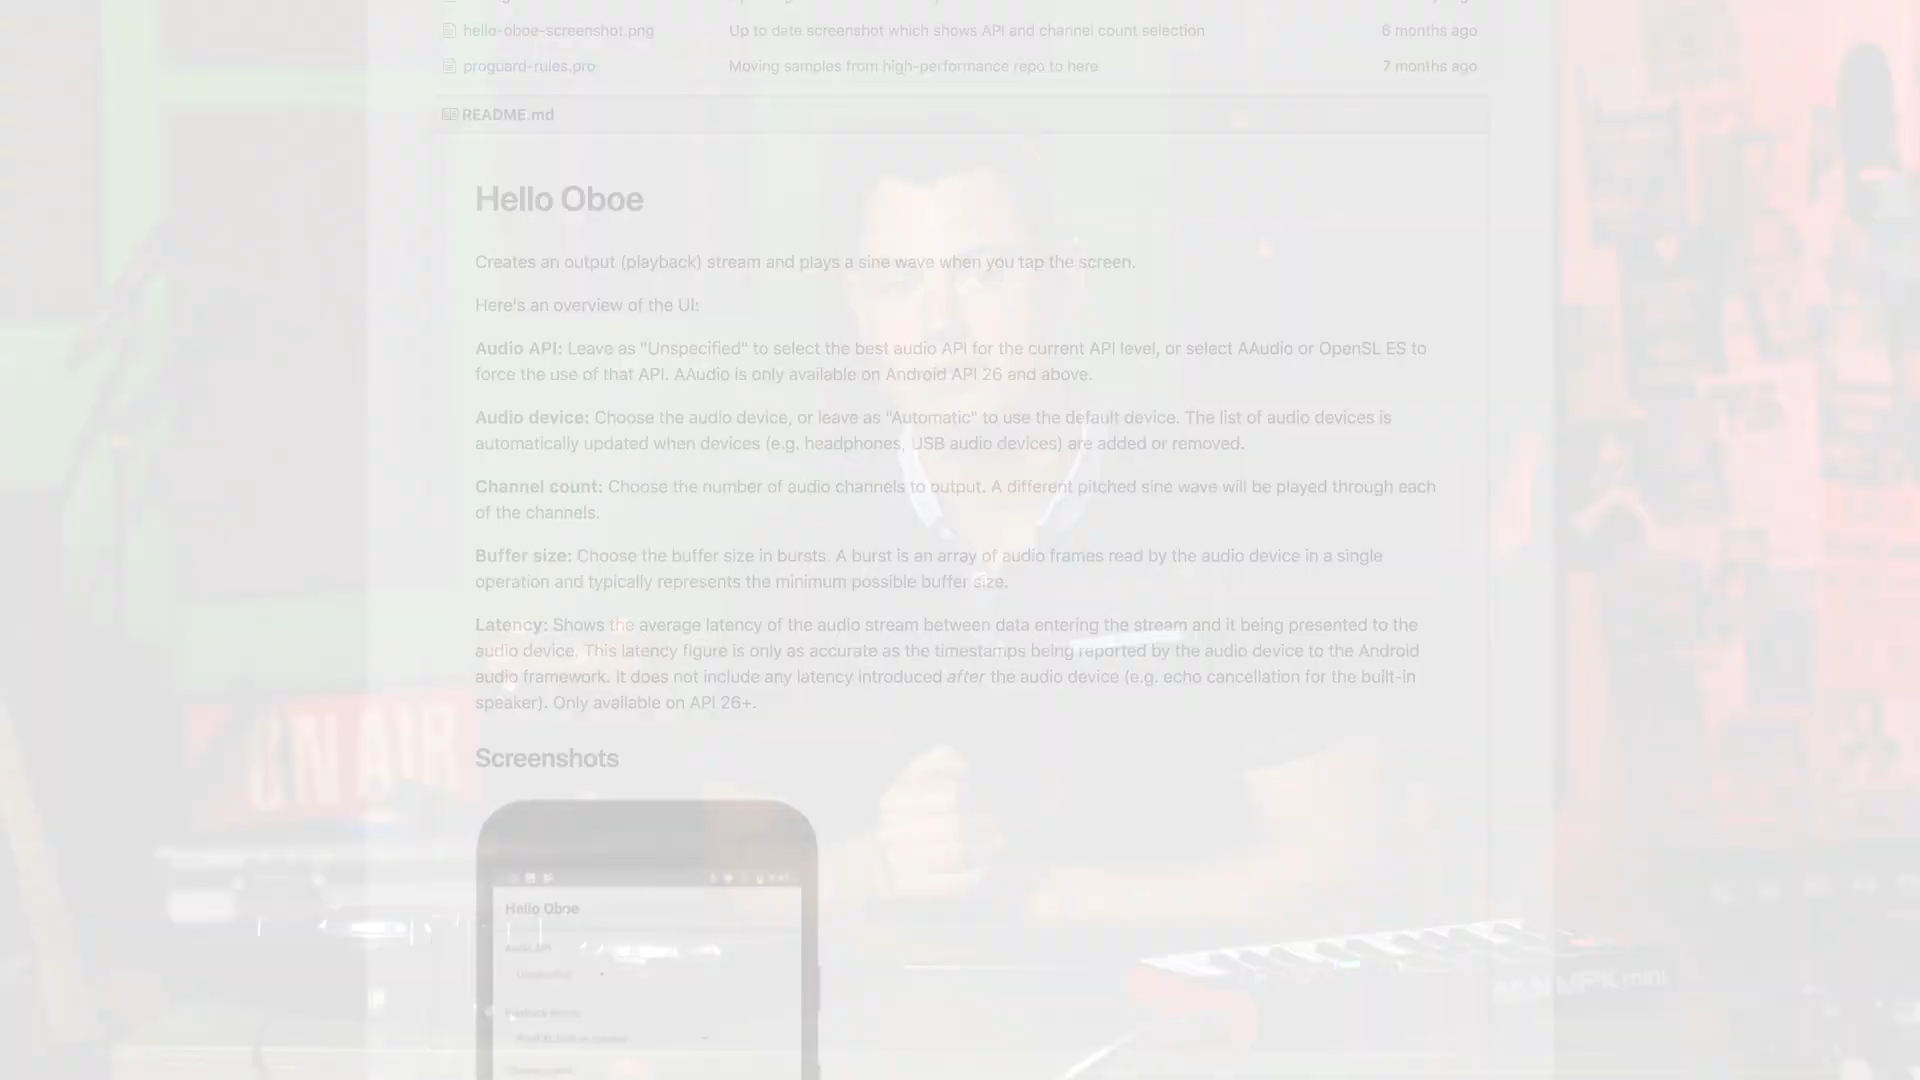 hello-oboe-screenshot.png Up to date screenshot which shows API and channel count selection 6 months ago
proguard-rules.pro Moving samples from high-performance repo to here 7 months ago
README.md
Hello Oboe
Creates an output (playback) stream and plays a sine wave when you tap the screen.
Here's an overview of the UI:
Audio API: Leave as "Unspecified" to select the best audio API for the current API level, or select AAudio or OpenSL ES to
force the use of that API. AAudio is only available on Android API 26 and above.
Audio device: Choose the audio device, or leave as "Automatic" to use the default device. The list of audio devices is
automatically updated when devices (e.g. headphones, USB audio devices) are added or removed.
Channel count: Choose the number of audio channels to output. A different pitched sine wave will be played through each
of the channels.
Buffer size: Choose the buffer size in bursts. A burst is an array of audio frames read by the audio device in a single
operation and typically represents the minimum possible buffer size.
Latency: Shows the average latency of the audio stream between data entering the stream and it being presented to the
audio device. This latency figure is only as accurate as the timestamps being reported by the audio device to the Android
audio framework. It does not include any latency introduced after the audio device (e.g. echo cancellation for the built-in
speaker). Only available on API 26+.
ON AIR
Screenshots
Hello Oboe
Audio API
Unspecified
AKAI MPK mini